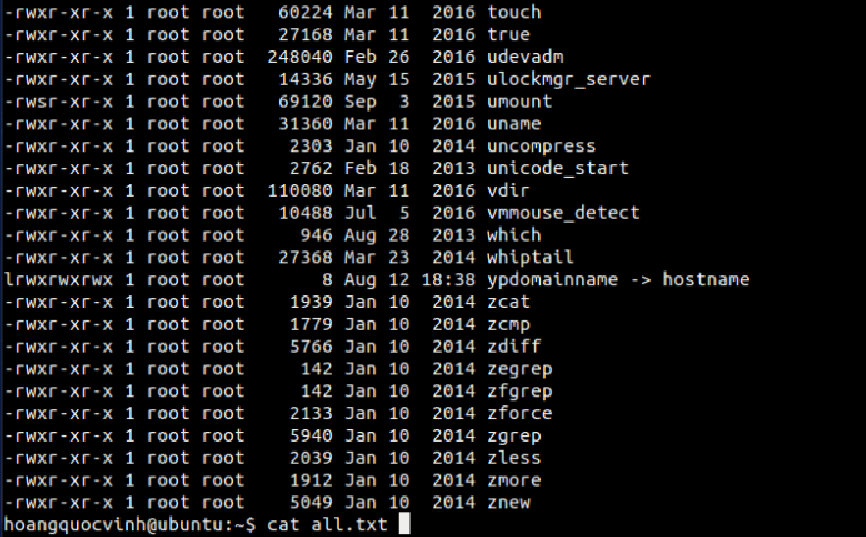 -rwxr-xr-x 1 root root   60224 Mar 11  2016 touch
-rwxr-xr-x 1 root root   27168 Mar 11  2016 true
-rwxr-xr-x 1 root root  248040 Feb 26  2016 udevadm
-rwxr-xr-x 1 root root   14336 May 15  2015 ulockmgr_server
-rwsr-xr-x 1 root root   69120 Sep  3  2015 umount
-rwxr-xr-x 1 root root   31360 Mar 11  2016 uname
-rwxr-xr-x 1 root root    2303 Jan 10  2014 uncompress
-rwxr-xr-x 1 root root    2762 Feb 18  2013 unicode_start
-rwxr-xr-x 1 root root  110080 Mar 11  2016 vdir
-rwxr-xr-x 1 root root   10488 Jul  5  2016 vmmouse_detect
-rwxr-xr-x 1 root root     946 Aug 28  2013 which
-rwxr-xr-x 1 root root   27368 Mar 23  2014 whiptail
lrwxrwxrwx 1 root root       8 Aug 12 18:38 ypdomainname -> hostname
-rwxr-xr-x 1 root root    1939 Jan 10  2014 zcat
-rwxr-xr-x 1 root root    1779 Jan 10  2014 zcmp
-rwxr-xr-x 1 root root    5766 Jan 10  2014 zdiff
-rwxr-xr-x 1 root root     142 Jan 10  2014 zegrep
-rwxr-xr-x 1 root root     142 Jan 10  2014 zfgrep
-rwxr-xr-x 1 root root    2133 Jan 10  2014 zforce
-rwxr-xr-x 1 root root    5940 Jan 10  2014 zgrep
-rwxr-xr-x 1 root root    2039 Jan 10  2014 zless
-rwxr-xr-x 1 root root    1912 Jan 10  2014 zmore
-rwxr-xr-x 1 root root    5049 Jan 10  2014 znew
hoangquocvinh@ubuntu:~$ cat all.txt